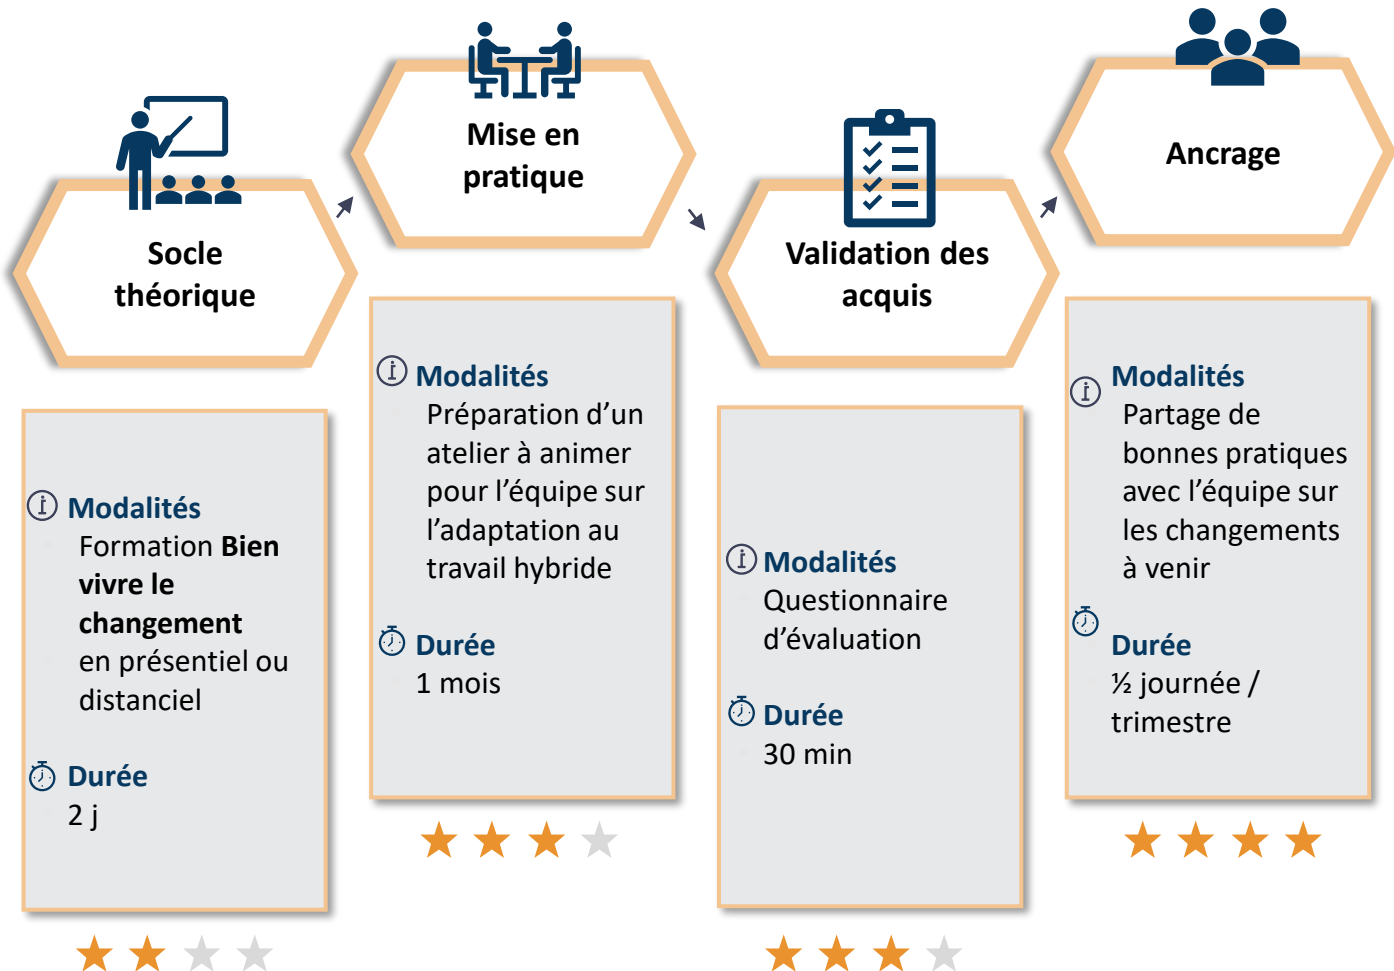 Socle
théorique
Modalités
Formation Bien
vivre le
changement
en présentiel ou
distanciel
Durée
2 j
Mise en
pratique
Modalités
Préparation d’un
atelier à animer
pour l’équipe sur
l’adaptation au
travail hybride
Durée
1 mois
Validation des
acquis
Modalités
Questionnaire
d’évaluation
Durée
30 min
Ancrage
Modalités
Partage de
bonnes pratiques
avec l’équipe sur
les changements
à venir
Durée
½ journée /
trimestre